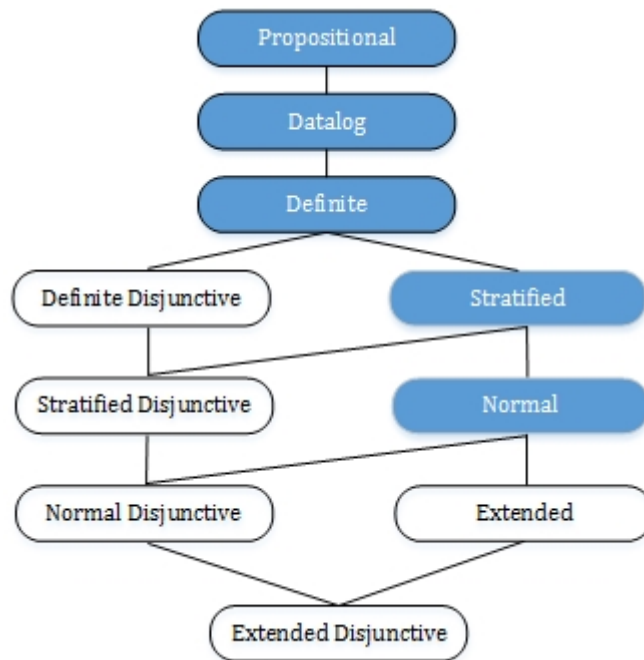 Propositional
Datalog
Definite
Definite Disjunctive
Stratified
Stratified Disjunctive
Normal
Normal Disjunctive
Extended
Extended Disjunctive